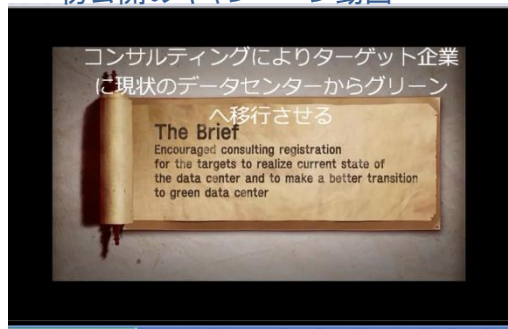 コンサルティングによりターゲット企業
に現状のデータセンターからグリーン
へ移行させる
The Brief
Encouraged consulting registration
for the targets to realize current state of
the data center and to make a better transition
to green data center